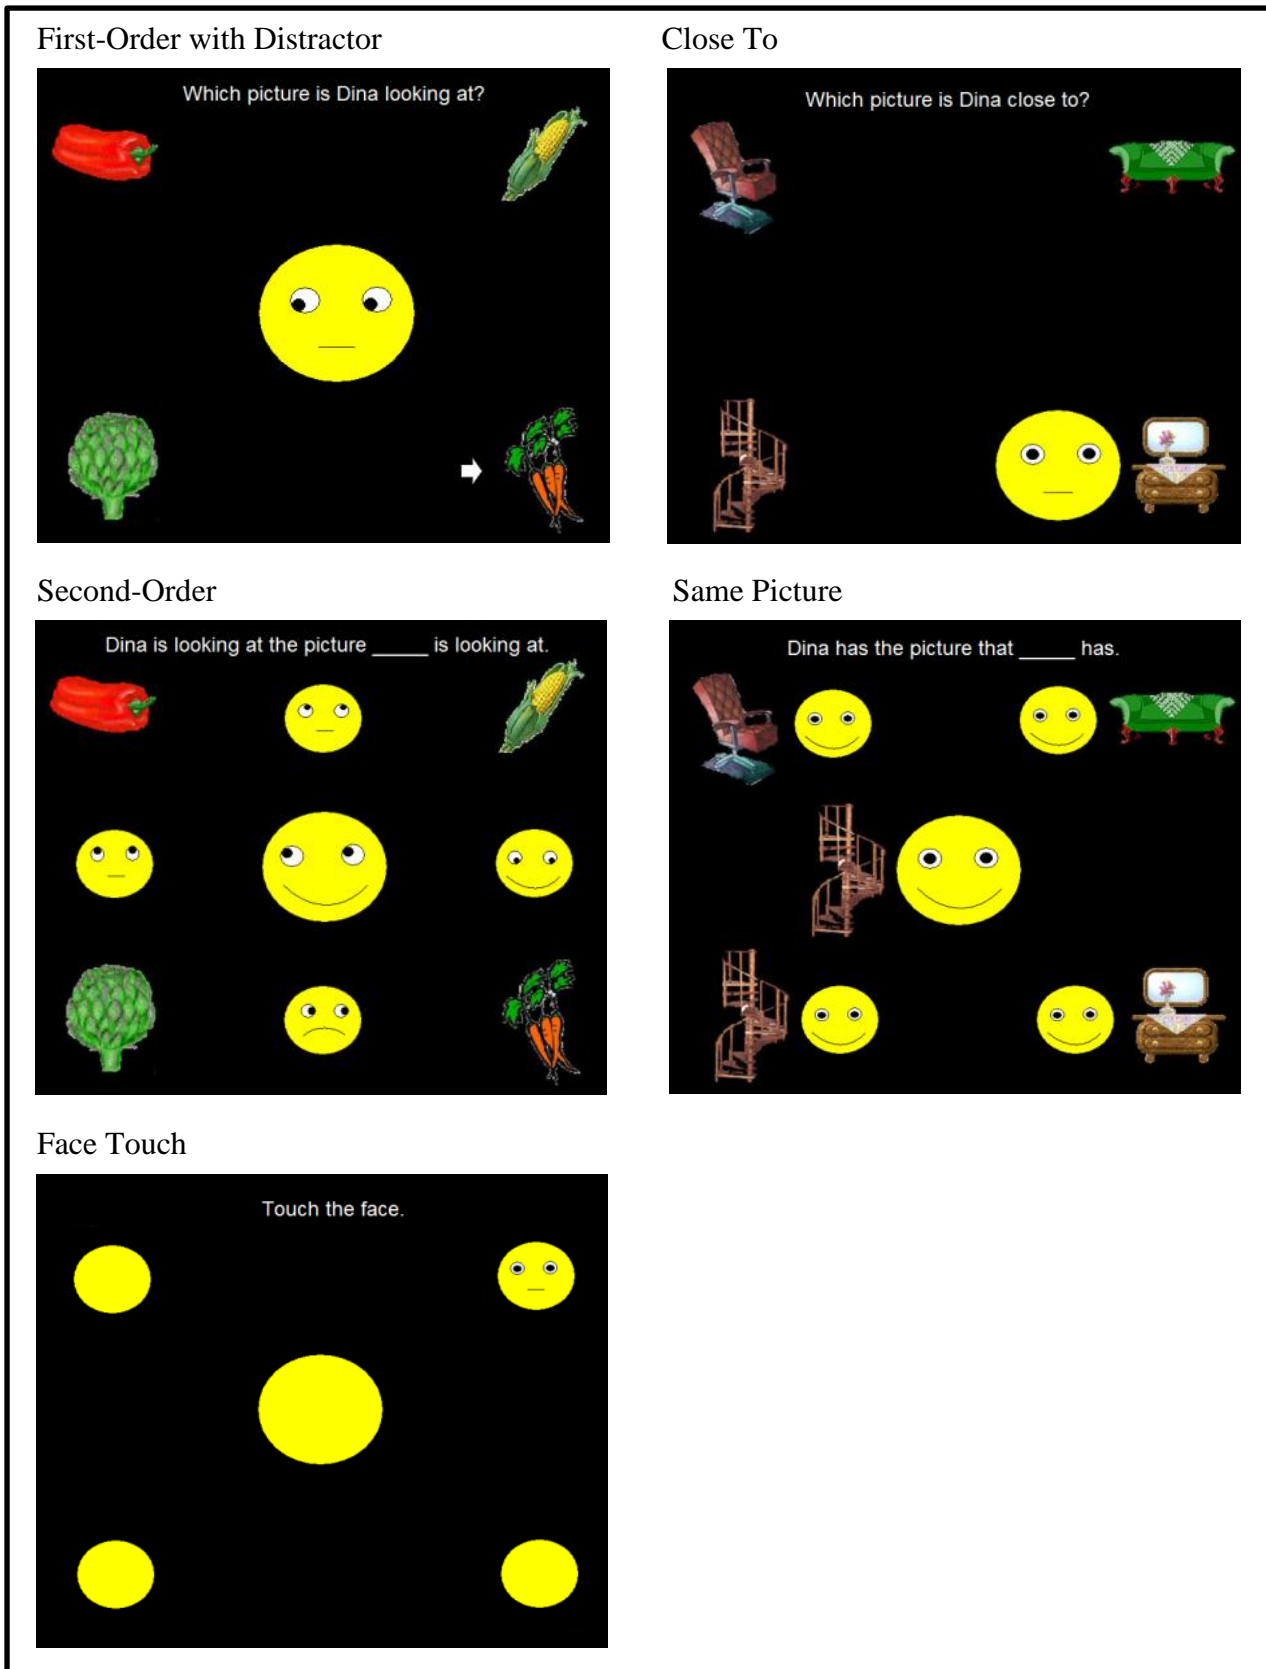 First-Order with Distractor
Close To
Which picture is Dina looking at?
Which picture is Dina close to?
Second-Order
Same Picture
Dina is looking at the picture _____ is looking at.
Dina has the picture that _____ has.
Face Touch
Touch the face.